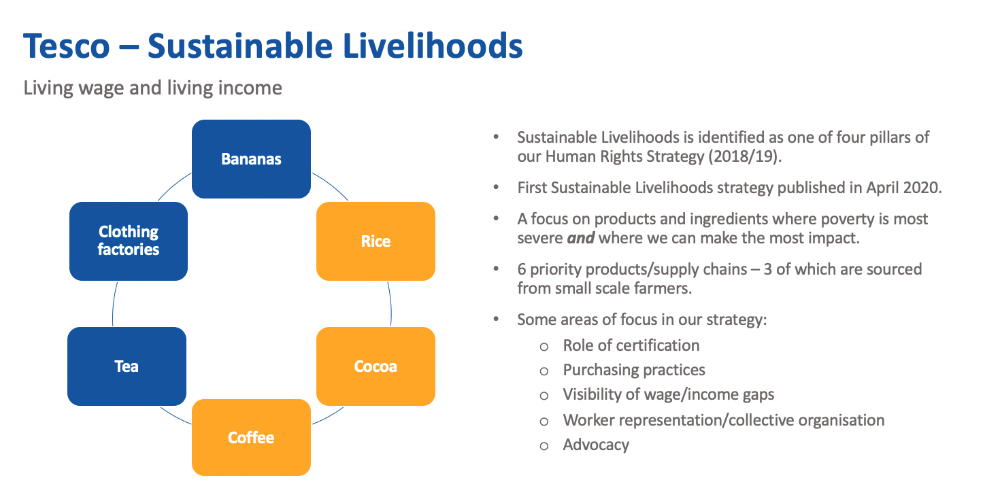 Tesco – Sustainable Livelihoods
Living wage and living income
Bananas
Rice
Cocoa
Coffee
Tea
Clothing
factories
• Sustainable Livelihoods is identified as one of four pillars of
our Human Rights Strategy (2018/19).
• First Sustainable Livelihoods strategy published in April 2020.
• A focus on products and ingredients where poverty is most
severe and where we can make the most impact.
• 6 priority products/supply chains – 3 of which are sourced
from small scale farmers.
• Some areas of focus in our strategy:
o Role of certification
o Purchasing practices
o Visibility of wage/income gaps
o Worker representation/collective organisation
o Advocacy